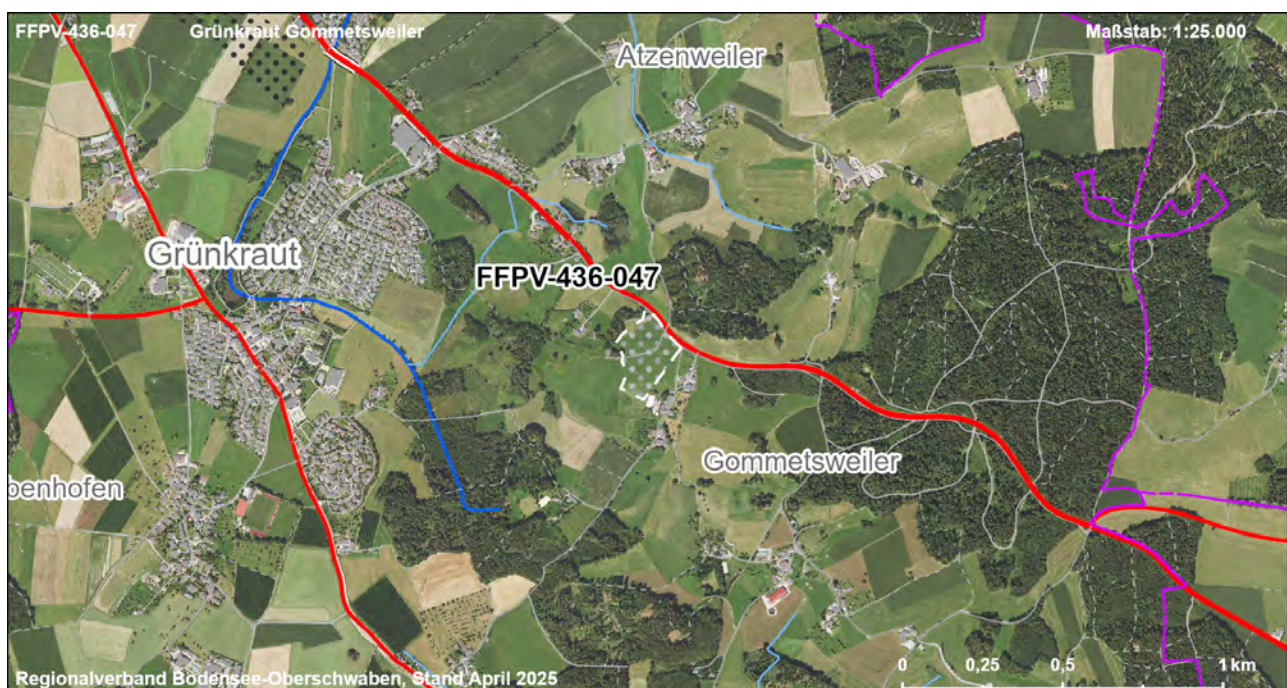 FFPV-436-047 Grünkraut Gommetsweiler Maßstab: 1:25.000
Atzenweiler
Grünkraut
FFPV-436-047
Gommetsweiler
benhofen
0 0,25 0,5 1 km
Regionalverband Bodensee-Oberschwaben, Stand April 2025